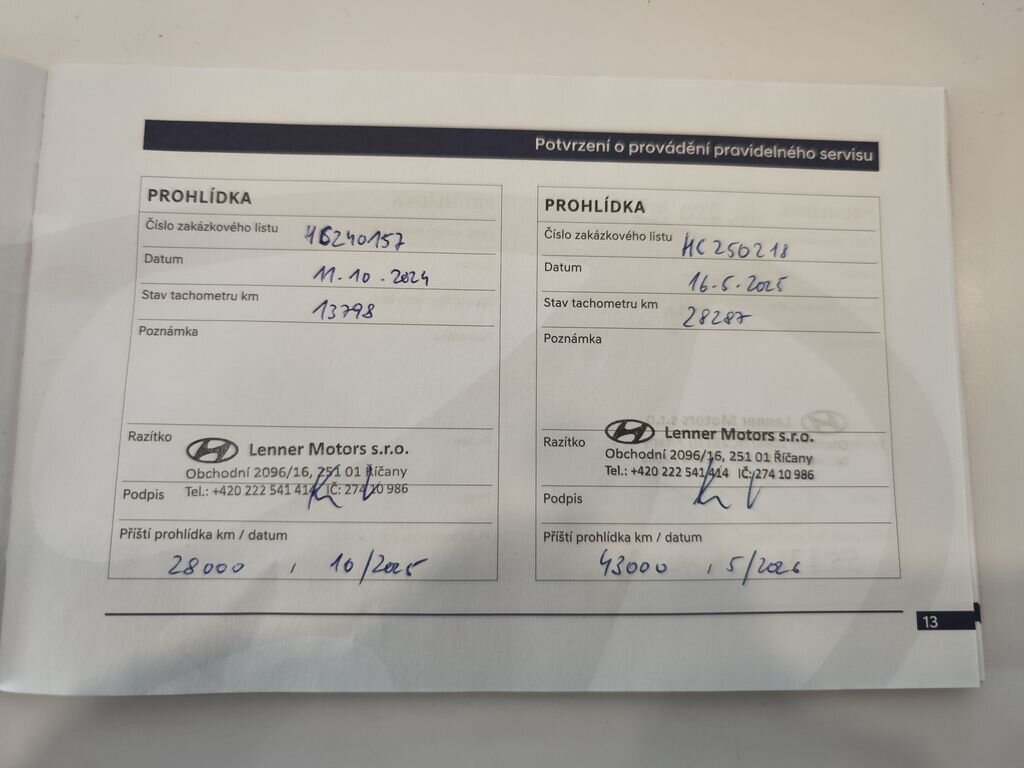 Potvrzení o provádění pravidelného servisu
PROHLÍDKA
Číslo zakázkového listu HC240157
Datum 11.10.2024
Stav tachometru km 13798
Poznámka
Razítko
Lenner Motors s.r.o.
Obchodní 2096/16, 251 01 Říčany
Tel.: +420 222 541 414 IČ: 274 10 986
Podpis
Příští prohlídka km / datum
28000 , 10/2025
PROHLÍDKA
Číslo zakázkového listu HC250218
Datum 16.5.2025
Stav tachometru km 28287
Poznámka
Razítko
Lenner Motors s.r.o.
Obchodní 2096/16, 251 01 Říčany
Tel.: +420 222 541 414 IČ: 274 10 986
Podpis
Příští prohlídka km / datum
43000 , 5/2026
13